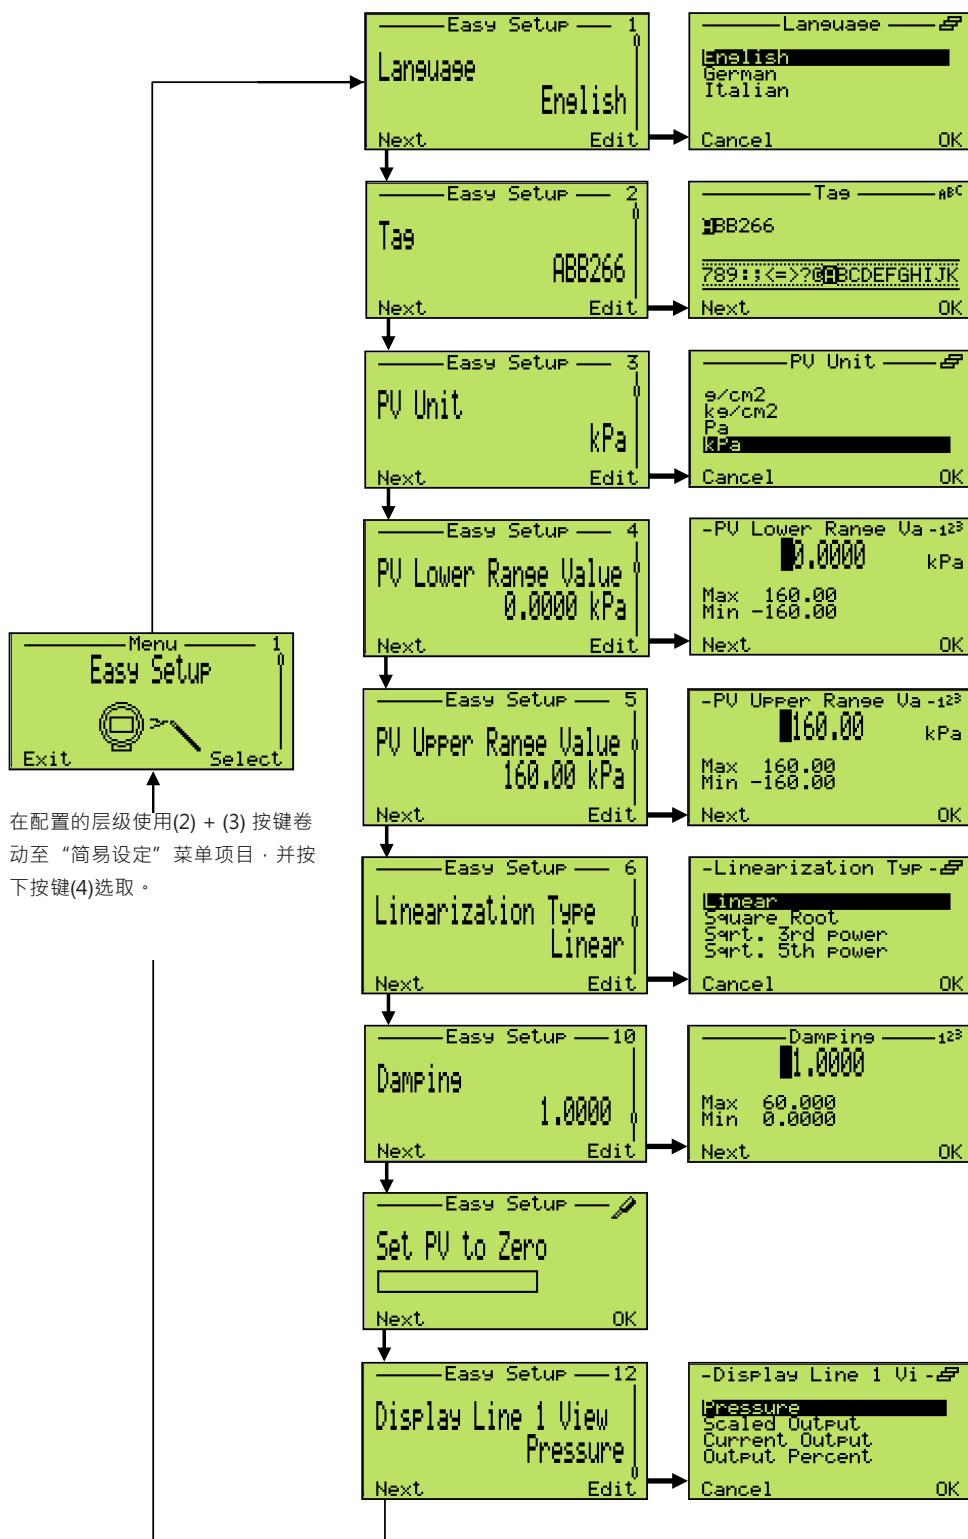 Easy Setup 1
Language
English
Next Edit
Language
English
German
Italian
Cancel OK
Easy Setup 2
Tag
ABB266
Next Edit
Tag ABC
ABB266
789:;<=>?@ABCDEFGHIJK
Next OK
Easy Setup 3
PV Unit
kPa
Next Edit
PV Unit
g/cm2
kg/cm2
Pa
kPa
Cancel OK
Easy Setup 4
PV Lower Range Value
0.0000 kPa
Next Edit
-PV Lower Range Va-123
0.0000 kPa
Max 160.00
Min -160.00
Next OK
Menu 1
Easy Setup
Exit Select
在配置的层级使用(2) + (3) 按键卷
动至“简易设定”菜单项目，并按
下按键(4)选取。
Easy Setup 5
PV Upper Range Value
160.00 kPa
Next Edit
-PV Upper Range Va-123
160.00 kPa
Max 160.00
Min -160.00
Next OK
Easy Setup 6
Linearization Type
Linear
Next Edit
-Linearization Typ-
Linear
Square Root
Sqrt. 3rd power
Sqrt. 5th power
Cancel OK
Easy Setup 10
Damping
1.0000
Next Edit
Damping 123
1.0000
Max 60.000
Min 0.0000
Next OK
Easy Setup
Set PV to Zero
Next OK
Easy Setup 12
Display Line 1 View
Pressure
Next Edit
-Display Line 1 Vi-
Pressure
Scaled Output
Current Output
Output Percent
Cancel OK